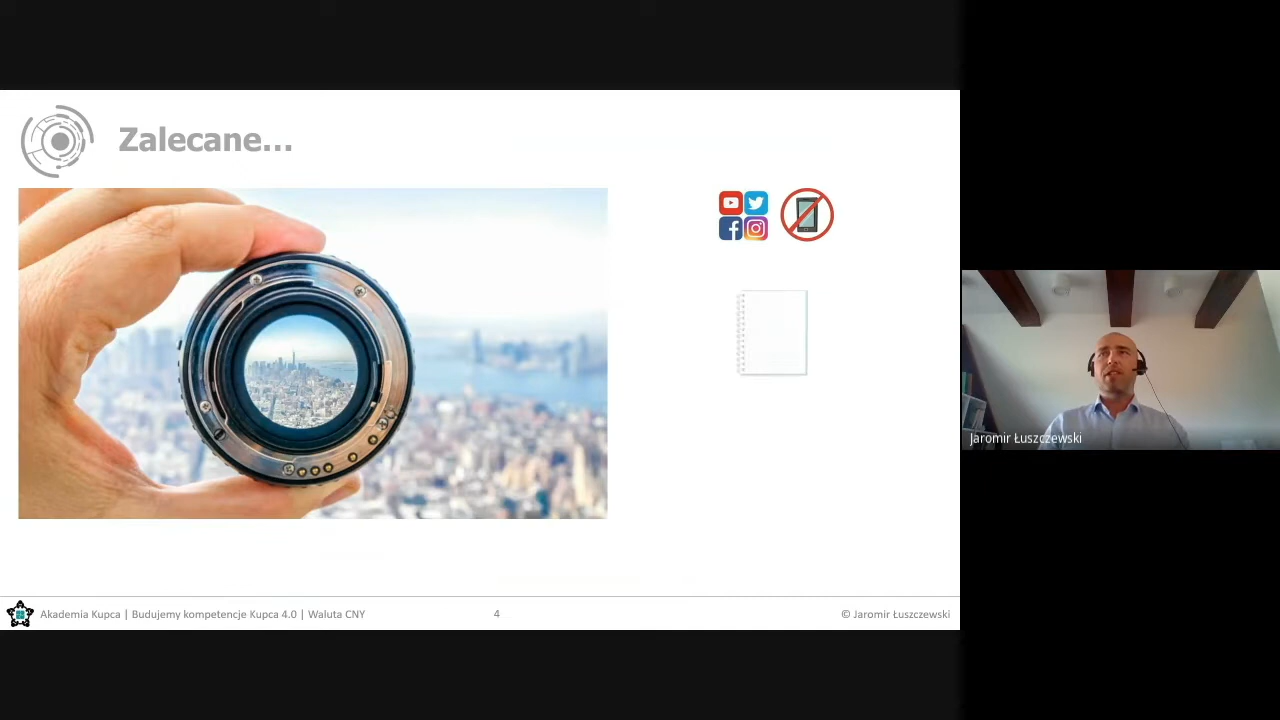 Zalecane...
Jaromir Łuszczewski
Akademia Kupca | Budujemy kompetencje Kupca 4.0 | Waluta CNY
4
© Jaromir Łuszczewski